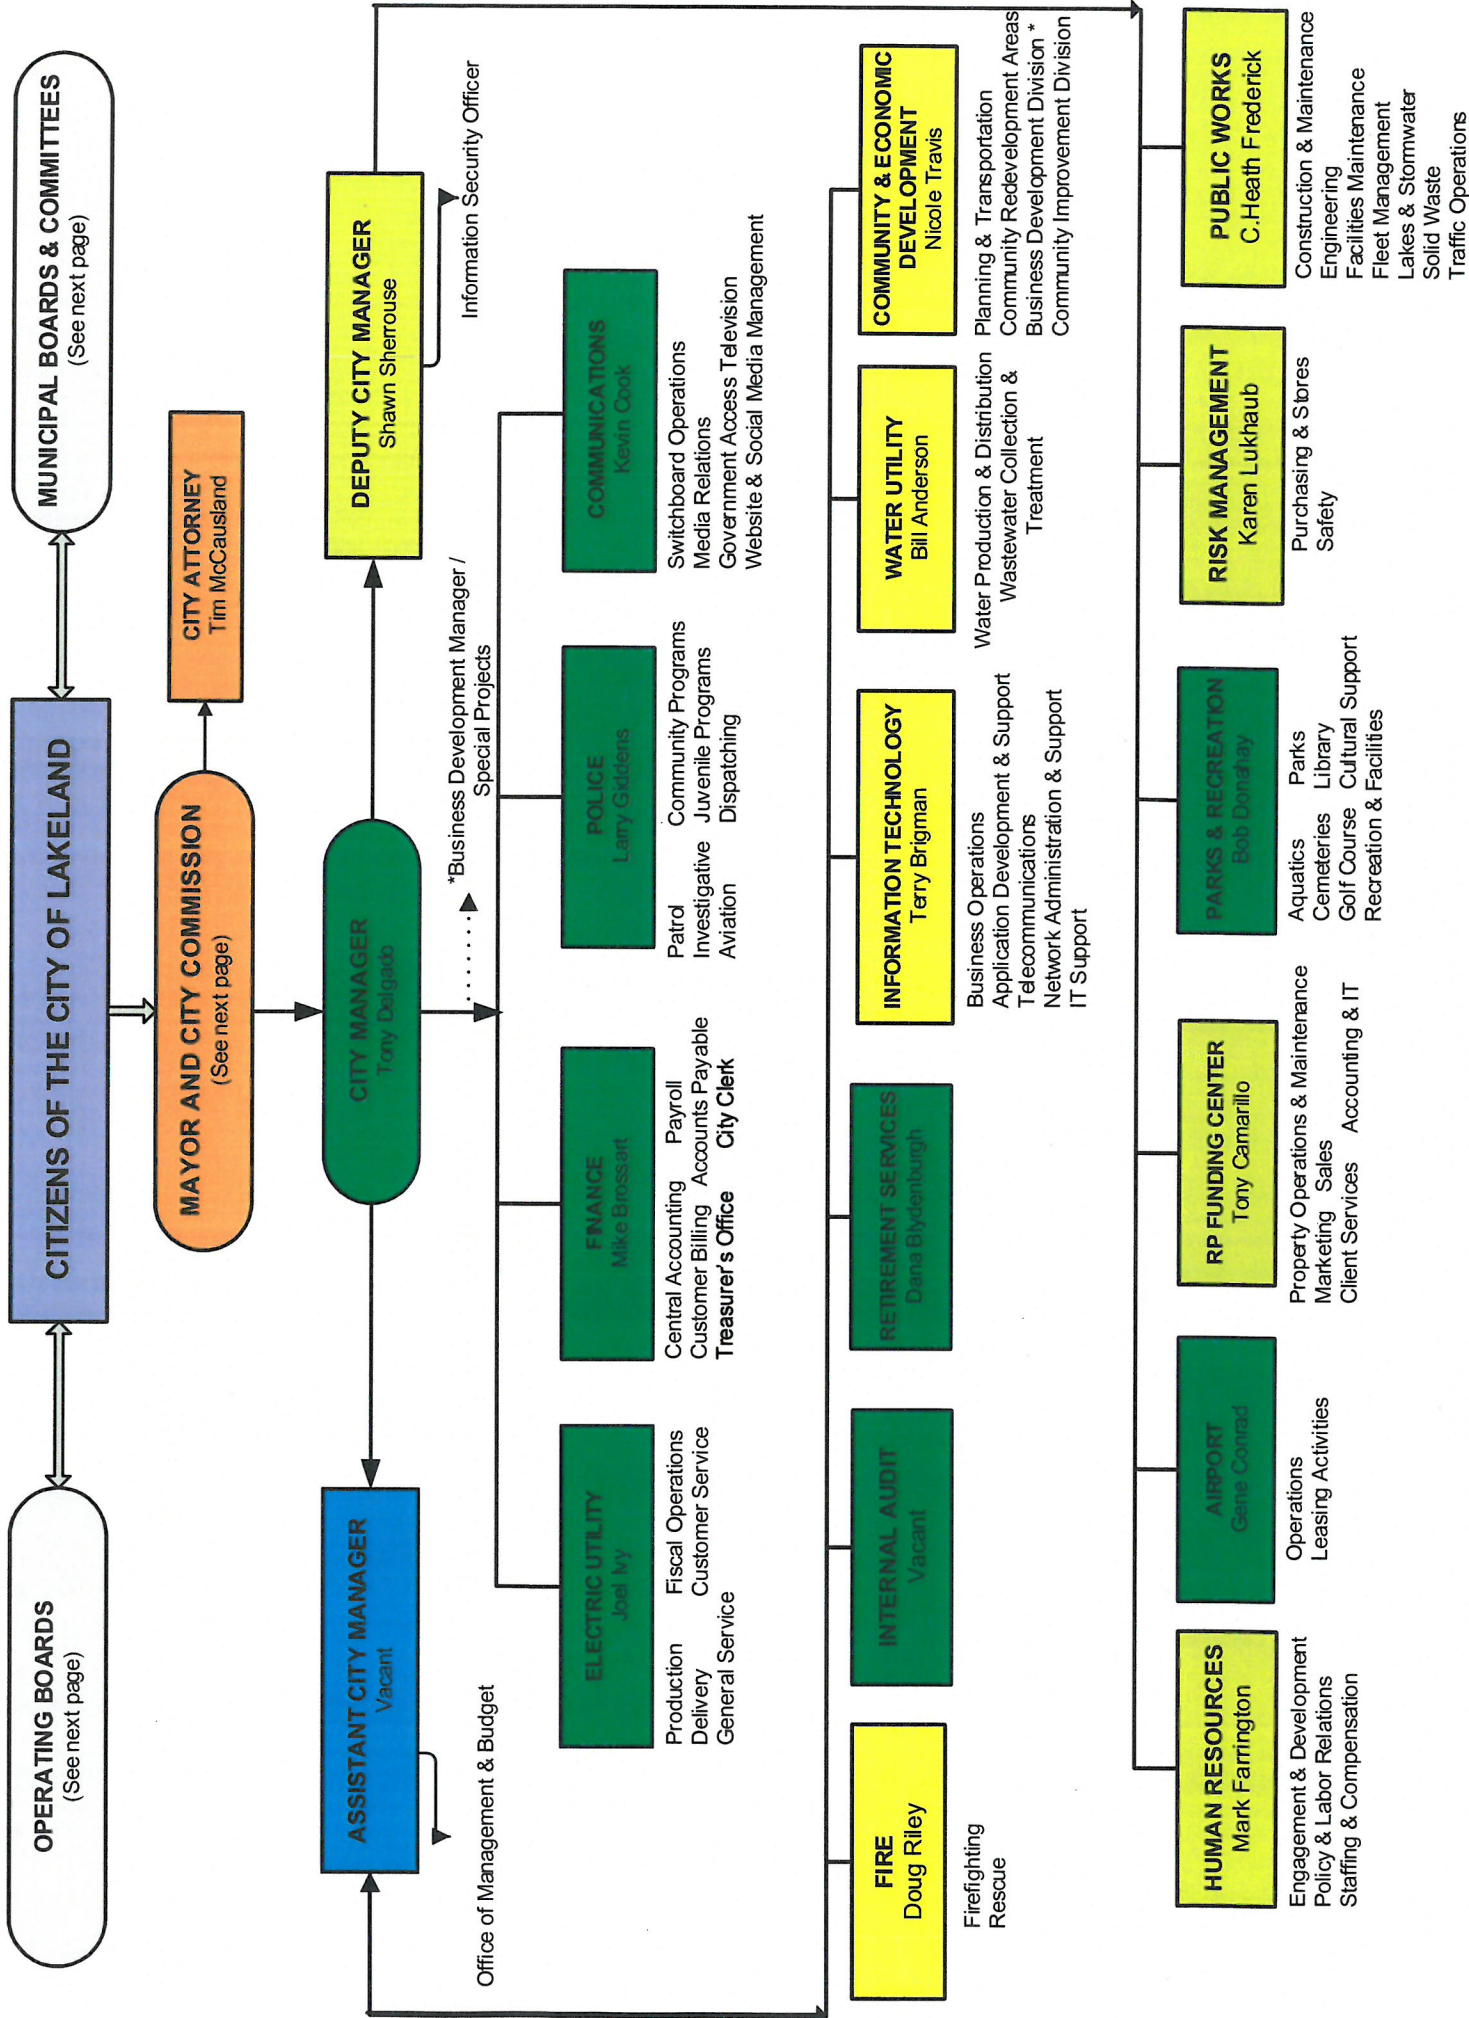 OPERATING BOARDS
(See next page)
CITIZENS OF THE CITY OF LAKELAND
MUNICIPAL BOARDS & COMMITTEES
(See next page)
MAYOR AND CITY COMMISSION
(See next page)
CITY ATTORNEY
Tim McCausland
ASSISTANT CITY MANAGER
Vacant
CITY MANAGER
Tony Delgado
DEPUTY CITY MANAGER
Shawn Sherrouse
Office of Management & Budget
*Business Development Manager /
Special Projects
Information Security Officer
ELECTRIC UTILITY
Joel Ivy
Production
Fiscal Operations
Delivery
Customer Service
General Service
FINANCE
Mike Brossart
Central Accounting
Payroll
Customer Billing
Accounts Payable
Treasurer's Office
City Clerk
POLICE
Larry Giddens
Patrol
Community Programs
Investigative
Juvenile Programs
Aviation
Dispatching
COMMUNICATIONS
Kevin Cook
Switchboard Operations
Media Relations
Government Access Television
Website & Social Media Management
FIRE
Doug Riley
Firefighting
Rescue
INTERNAL AUDIT
Vacant
RETIREMENT SERVICES
Dana Blydenburgh
INFORMATION TECHNOLOGY
Terry Brigman
Business Operations
Application Development & Support
Telecommunications
Network Administration & Support
IT Support
WATER UTILITY
Bill Anderson
Water Production & Distribution
Wastewater Collection &
Treatment
COMMUNITY & ECONOMIC
DEVELOPMENT
Nicole Travis
Planning & Transportation
Community Redevelopment Areas
Business Development Division *
Community Improvement Division
HUMAN RESOURCES
Mark Farrington
Engagement & Development
Policy & Labor Relations
Staffing & Compensation
AIRPORT
Gene Conrad
Operations
Leasing Activities
RP FUNDING CENTER
Tony Camarillo
Property Operations & Maintenance
Marketing Sales
Client Services Accounting & IT
PARKS & RECREATION
Bob Donahay
Aquatics
Parks
Cemeteries
Library
Golf Course
Cultural Support
Recreation & Facilities
RISK MANAGEMENT
Karen Lukhaub
Purchasing & Stores
Safety
PUBLIC WORKS
C.Heath Frederick
Construction & Maintenance
Engineering
Facilities Maintenance
Fleet Management
Lakes & Stormwater
Solid Waste
Traffic Operations